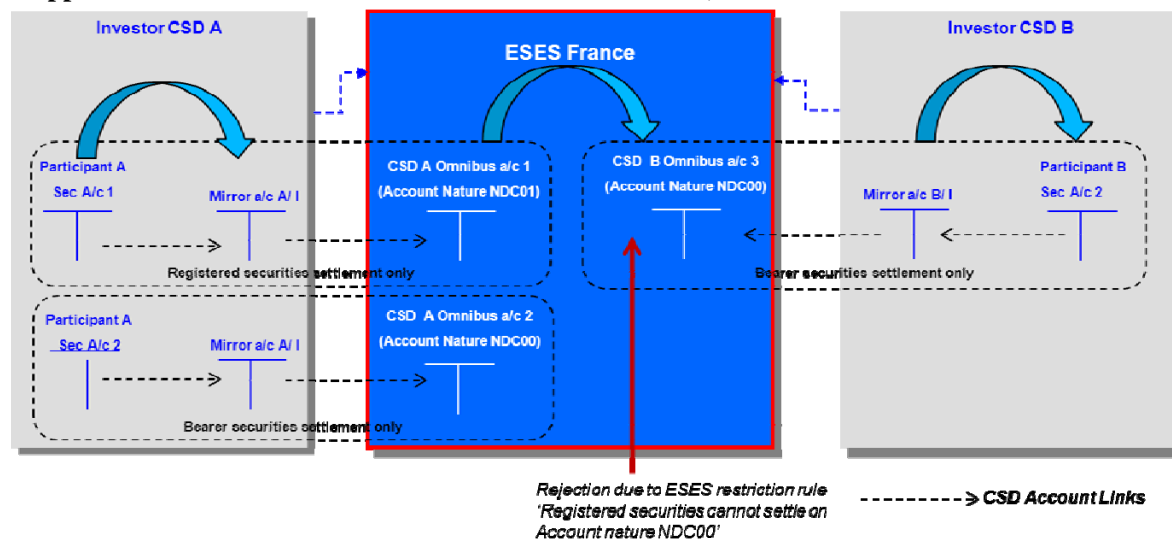 Investor CSD A
ESES France
Investor CSD B
Participant A
Sec A/c 1
Mirror a/c A/ I
CSD A Omnibus a/c 1
(Account Nature NDC01)
CSD B Omnibus a/c 3
(Account Nature NDC00)
Mirror a/c B/ I
Participant B
Sec A/c 2
Registered securities settlement only
Bearer securities settlement only
Participant A
Sec A/c 2
Mirror a/c A/ I
CSD A Omnibus a/c 2
(Account Nature NDC00)
Bearer securities settlement only
Rejection due to ESES restriction rule
‘Registered securities cannot settle on
Account nature NDC00’
CSD Account Links